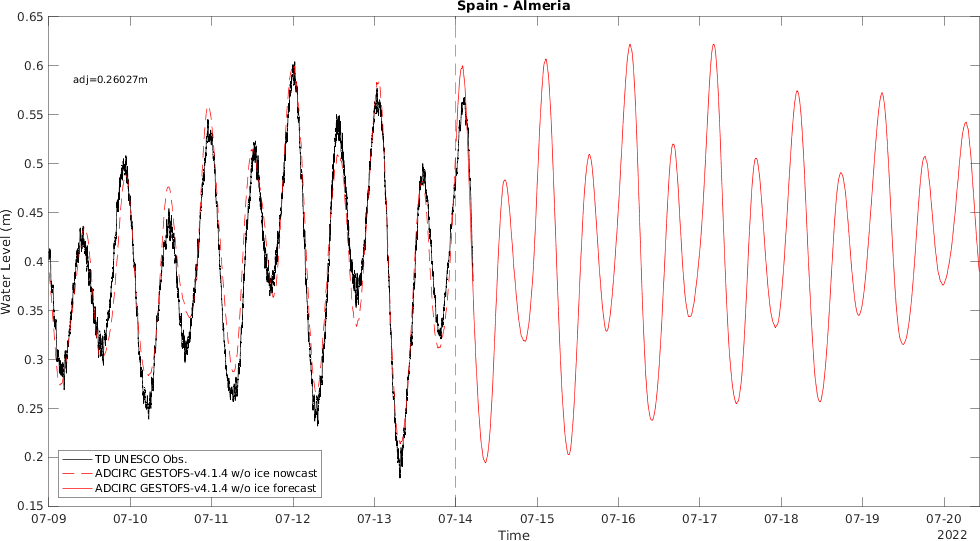 Spain - Almeria
0.65
0.6
0.55
0.5
0.45
0.4
0.35
0.3
0.25
0.2
0.15
Water Level (m)
adj=0.26027m
TD UNESCO Obs.
ADCIRC GESTOFS-v4.1.4 w/o ice nowcast
ADCIRC GESTOFS-v4.1.4 w/o ice forecast
07-09 07-10 07-11 07-12 07-13 07-14 07-15 07-16 07-17 07-18 07-19 07-20
Time
2022